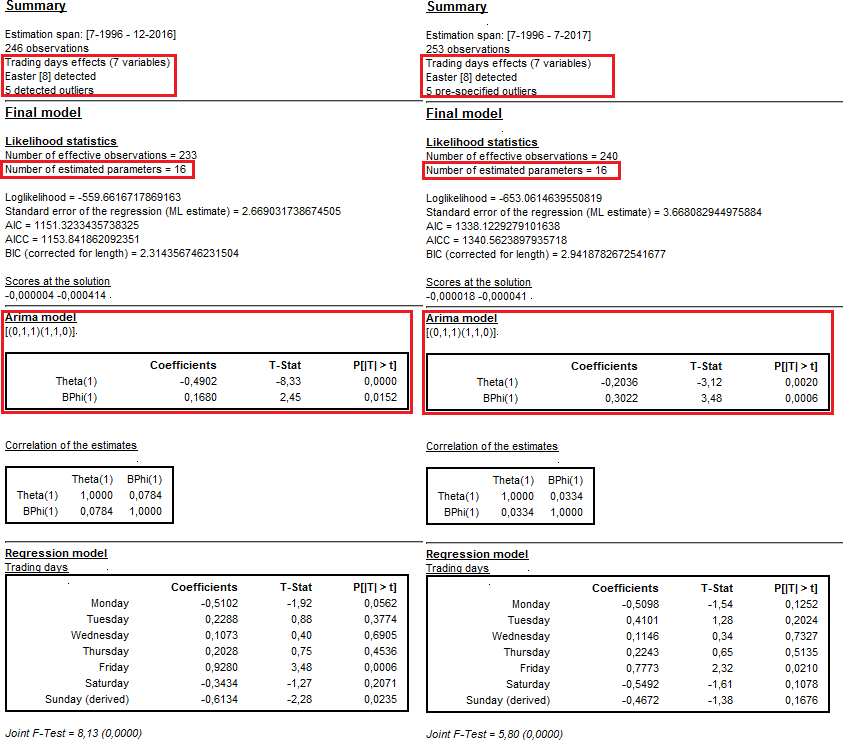 Summary
Estimation span: [7-1996 - 12-2016]
246 observations
Trading days effects (7 variables)
Easter [8] detected
5 detected outliers
Final model
Likelihood statistics
Number of effective observations = 233
Number of estimated parameters = 16
Loglikelihood = -559.6616717869163
Standard error of the regression (ML estimate) = 2.669031738674505
AIC = 1151.3233435738325
AICC = 1153.841862092351
BIC (corrected for length) = 2.314356746231504
Scores at the solution
-0,000004 -0,000414 .
Arima model
[(0,1,1)(1,1,0)].
Coefficients T-Stat P[|T| > t]
Theta(1) -0,4902 -8,33 0,0000
BPhi(1) 0,1680 2,45 0,0152
Correlation of the estimates
Theta(1) BPhi(1)
Theta(1) 1,0000 0,0784
BPhi(1) 0,0784 1,0000
Regression model
Trading days
Coefficients T-Stat P[|T| > t]
Monday -0,5102 -1,92 0,0562
Tuesday 0,2288 0,88 0,3774
Wednesday 0,1073 0,40 0,6905
Thursday 0,2028 0,75 0,4536
Friday 0,9280 3,48 0,0006
Saturday -0,3434 -1,27 0,2071
Sunday (derived) -0,6134 -2,28 0,0235
Joint F-Test = 8,13 (0,0000)
Summary
Estimation span: [7-1996 - 7-2017]
253 observations
Trading days effects (7 variables)
Easter [8] detected
5 pre-specified outliers
Final model
Likelihood statistics
Number of effective observations = 240
Number of estimated parameters = 16
Loglikelihood = -653.0614639550819
Standard error of the regression (ML estimate) = 3.668082944975884
AIC = 1338.1229279101638
AICC = 1340.5623897935718
BIC (corrected for length) = 2.9418782672541677
Scores at the solution
-0,000018 -0,000041 .
Arima model
[(0,1,1)(1,1,0)].
Coefficients T-Stat P[|T| > t]
Theta(1) -0,2036 -3,12 0,0020
BPhi(1) 0,3022 3,48 0,0006
Correlation of the estimates
Theta(1) BPhi(1)
Theta(1) 1,0000 0,0334
BPhi(1) 0,0334 1,0000
Regression model
Trading days
Coefficients T-Stat P[|T| > t]
Monday -0,5098 -1,54 0,1252
Tuesday 0,4101 1,28 0,2024
Wednesday 0,1146 0,34 0,7327
Thursday 0,2243 0,65 0,5135
Friday 0,7773 2,32 0,0210
Saturday -0,5492 -1,61 0,1078
Sunday (derived) -0,4672 -1,38 0,1676
Joint F-Test = 5,80 (0,0000)